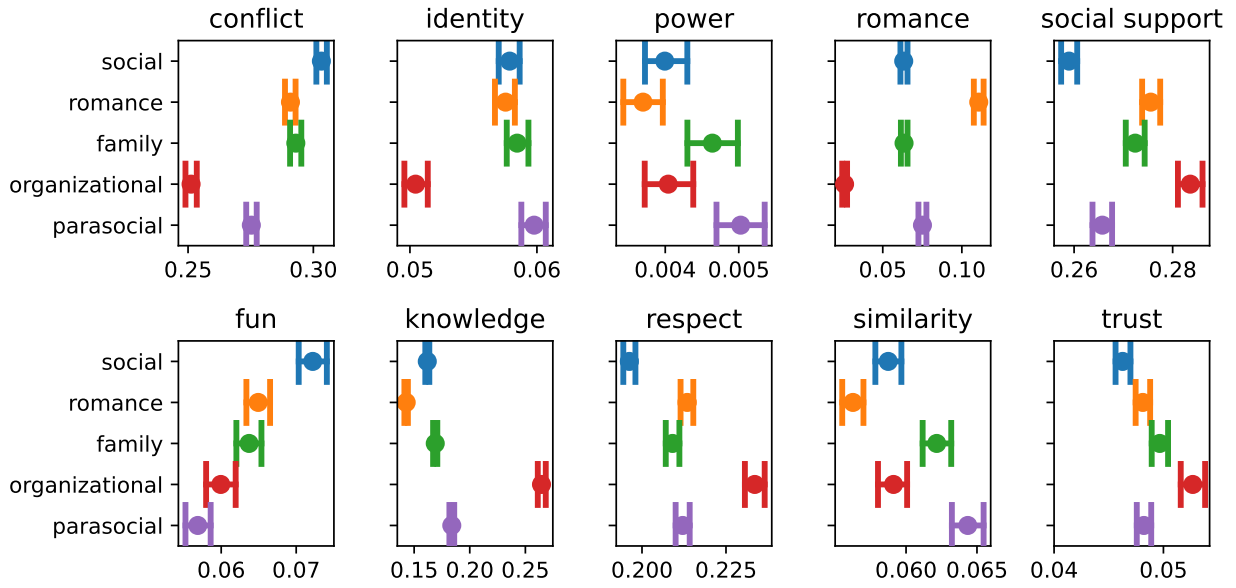 conflict identity power romance social support
social
romance
family
organizational
parasocial
0.25 0.30 0.05 0.06 0.004 0.005 0.05 0.10 0.26 0.28
fun knowledge respect similarity trust
social
romance
family
organizational
parasocial
0.06 0.07 0.15 0.20 0.25 0.200 0.225 0.060 0.065 0.04 0.05